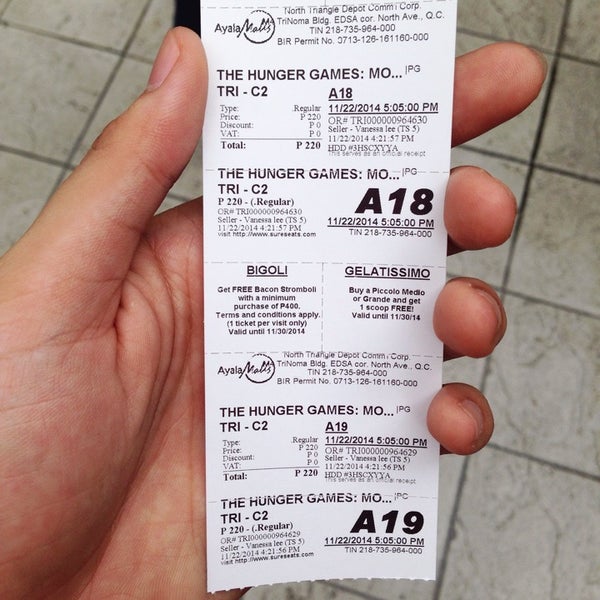 North Triangle Depot Comm'l Corp.
Ayala Malls TriNoma Bldg. EDSA cor. North Ave., Q.C.
TIN 218-735-964-000
BIR Permit No. 0713-126-161160-000
THE HUNGER GAMES: MO... PG
TRI - C2 A18
Type: .Regular 11/22/2014 5:05:00 PM
Price: P 220 OR# TRI000000964630
Discount: P 0 Seller - Vanessa lee (TS 5)
VAT: P 0 11/22/2014 4:21:57 PM
Total: P 220 HDD #3HSCXYYA
This serves as an official receipt
THE HUNGER GAMES: MO... PG
TRI - C2 A18
P 220 - (.Regular)
OR# TRI000000964630 11/22/2014 5:05:00 PM
Seller - Vanessa lee (TS 5) TIN 218-735-964-000
11/22/2014 4:21:57 PM
visit http://www.sureseats.com
BIGOLI
Get FREE Bacon Stromboli
with a minimum
purchase of P400.
Terms and conditions apply.
(1 ticket per visit only)
Valid until 11/30/2014
GELATISSIMO
Buy a Piccolo Medio
or Grande and get
1 scoop FREE!
Valid until 11/30/14
North Triangle Depot Comm'l Corp.
Ayala Malls TriNoma Bldg. EDSA cor. North Ave., Q.C.
TIN 218-735-964-000
BIR Permit No. 0713-126-161160-000
THE HUNGER GAMES: MO... PG
TRI - C2 A19
Type: .Regular 11/22/2014 5:05:00 PM
Price: P 220 OR# TRI000000964629
Discount: P 0 Seller - Vanessa lee (TS 5)
VAT: P 0 11/22/2014 4:21:56 PM
Total: P 220 HDD #3HSCXYYA
This serves as an official receipt
THE HUNGER GAMES: MO... PG
TRI - C2 A19
P 220 - (.Regular)
OR# TRI000000964629 11/22/2014 5:05:00 PM
Seller - Vanessa lee (TS 5) TIN 218-735-964-000
11/22/2014 4:21:56 PM
visit http://www.sureseats.com